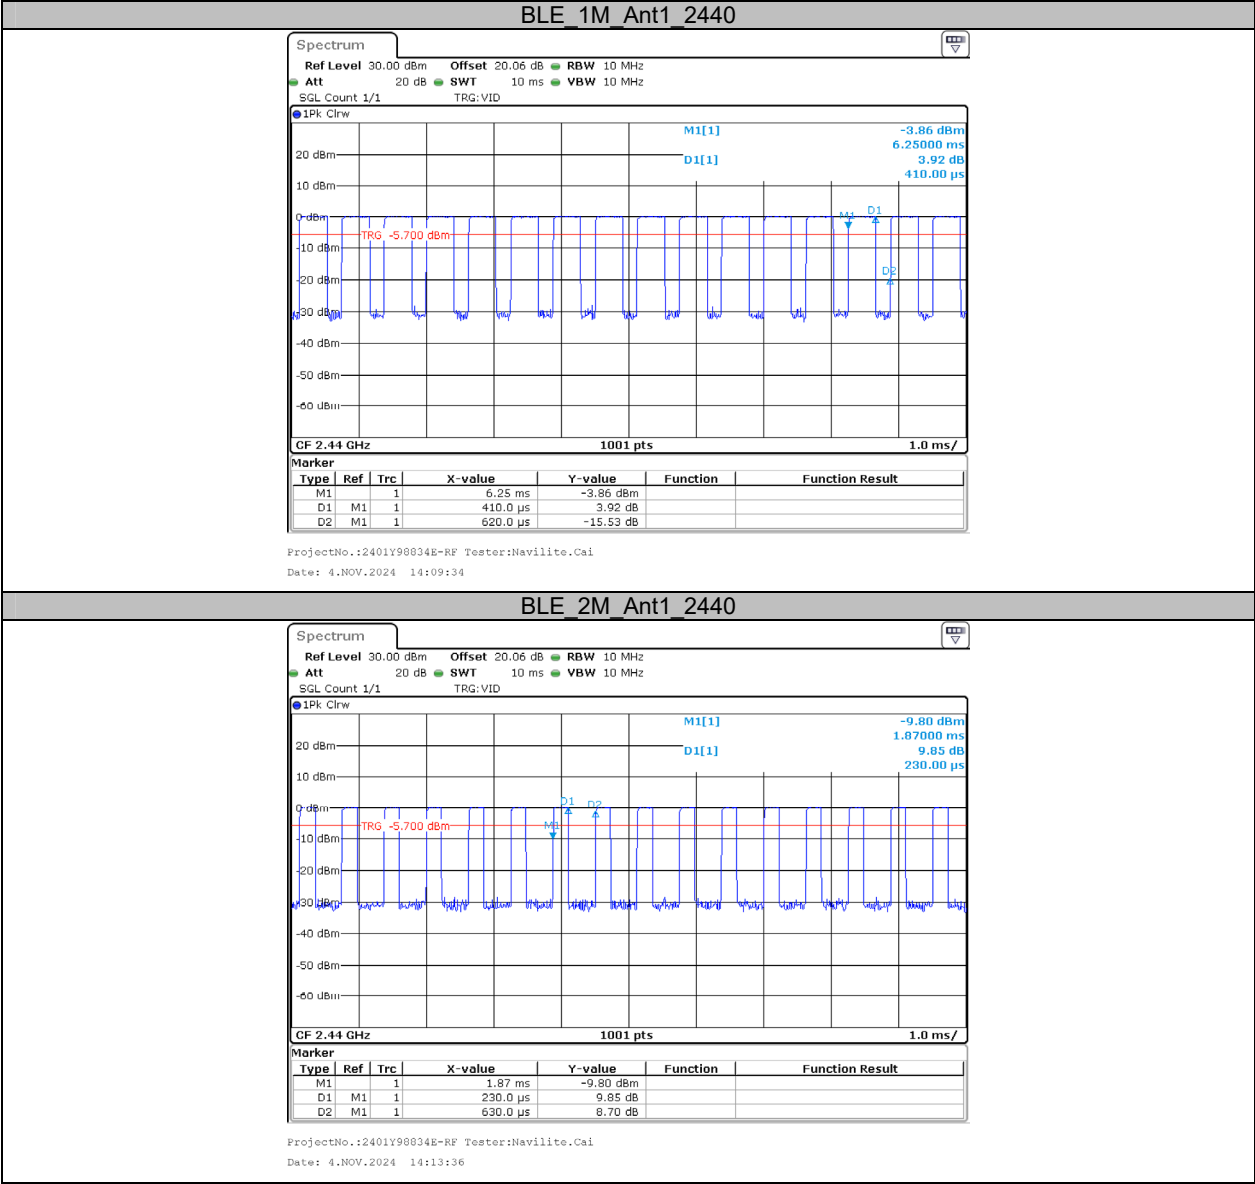 BLE_1M_Ant1_2440
Spectrum
Ref Level 30.00 dBm Offset 20.06 dB RBW 10 MHz
Att 20 dB SWT 10 ms VBW 10 MHz
SGL Count 1/1 TRG:VID
1Pk Clrw
M1[1] -3.86 dBm
6.25000 ms
20 dBm
D1[1] 3.92 dB
410.00 µs
10 dBm
D1
M1
0 dBm
TRG -5.700 dBm
-10 dBm
D2
-20 dBm
-30 dBm
-40 dBm
-50 dBm
-60 dBm
CF 2.44 GHz 1001 pts 1.0 ms/
Marker
Type Ref Trc X-value Y-value Function Function Result
M1 1 6.25 ms -3.86 dBm
D1 M1 1 410.0 µs 3.92 dB
D2 M1 1 620.0 µs -15.53 dB
ProjectNo.:2401Y98834E-RF Tester:Navilite.Cai
Date: 4.NOV.2024 14:09:34
BLE_2M_Ant1_2440
Spectrum
Ref Level 30.00 dBm Offset 20.06 dB RBW 10 MHz
Att 20 dB SWT 10 ms VBW 10 MHz
SGL Count 1/1 TRG:VID
1Pk Clrw
M1[1] -9.80 dBm
1.87000 ms
20 dBm
D1[1] 9.85 dB
230.00 µs
10 dBm
D1 D2
0 dBm
TRG -5.700 dBm
M1
-10 dBm
-20 dBm
-30 dBm
-40 dBm
-50 dBm
-60 dBm
CF 2.44 GHz 1001 pts 1.0 ms/
Marker
Type Ref Trc X-value Y-value Function Function Result
M1 1 1.87 ms -9.80 dBm
D1 M1 1 230.0 µs 9.85 dB
D2 M1 1 630.0 µs 8.70 dB
ProjectNo.:2401Y98834E-RF Tester:Navilite.Cai
Date: 4.NOV.2024 14:13:36